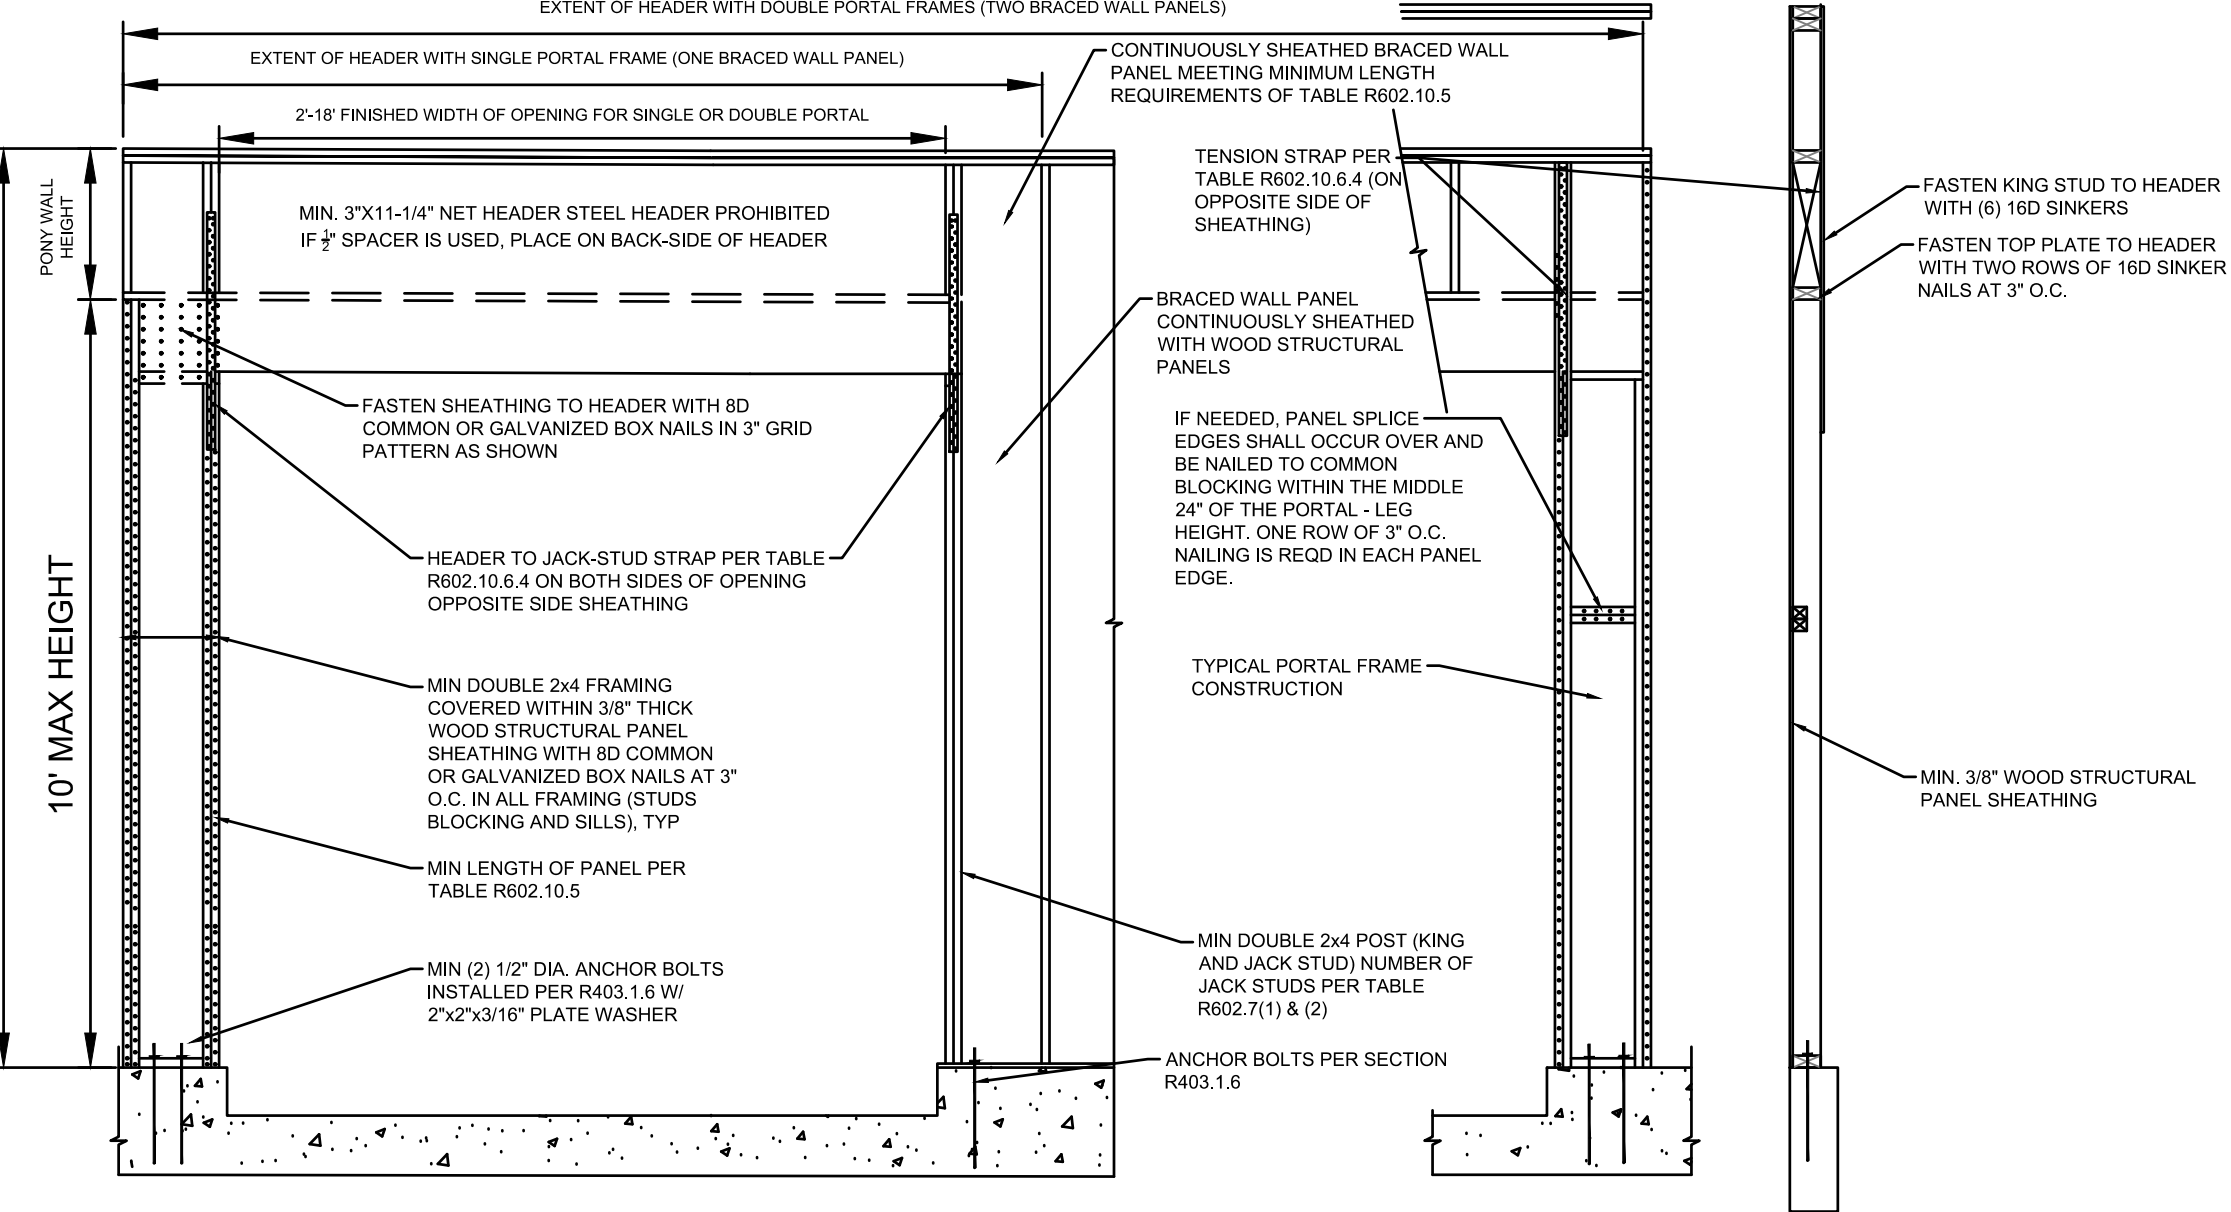 EXTENT OF HEADER WITH DOUBLE PORTAL FRAMES (TWO BRACED WALL PANELS)
EXTENT OF HEADER WITH SINGLE PORTAL FRAME (ONE BRACED WALL PANEL)
2'-18' FINISHED WIDTH OF OPENING FOR SINGLE OR DOUBLE PORTAL
PONY WALL
HEIGHT
10' MAX HEIGHT
MIN. 3"X11-1/4" NET HEADER STEEL HEADER PROHIBITED
IF 1/2" SPACER IS USED, PLACE ON BACK-SIDE OF HEADER
FASTEN SHEATHING TO HEADER WITH 8D
COMMON OR GALVANIZED BOX NAILS IN 3" GRID
PATTERN AS SHOWN
HEADER TO JACK-STUD STRAP PER TABLE
R602.10.6.4 ON BOTH SIDES OF OPENING
OPPOSITE SIDE SHEATHING
MIN DOUBLE 2x4 FRAMING
COVERED WITHIN 3/8" THICK
WOOD STRUCTURAL PANEL
SHEATHING WITH 8D COMMON
OR GALVANIZED BOX NAILS AT 3"
O.C. IN ALL FRAMING (STUDS
BLOCKING AND SILLS), TYP
MIN LENGTH OF PANEL PER
TABLE R602.10.5
MIN (2) 1/2" DIA. ANCHOR BOLTS
INSTALLED PER R403.1.6 W/
2"x2"x3/16" PLATE WASHER
CONTINUOUSLY SHEATHED BRACED WALL
PANEL MEETING MINIMUM LENGTH
REQUIREMENTS OF TABLE R602.10.5
TENSION STRAP PER
TABLE R602.10.6.4 (ON
OPPOSITE SIDE OF
SHEATHING)
BRACED WALL PANEL
CONTINUOUSLY SHEATHED
WITH WOOD STRUCTURAL
PANELS
IF NEEDED, PANEL SPLICE
EDGES SHALL OCCUR OVER AND
BE NAILED TO COMMON
BLOCKING WITHIN THE MIDDLE
24" OF THE PORTAL - LEG
HEIGHT. ONE ROW OF 3" O.C.
NAILING IS REQD IN EACH PANEL
EDGE.
TYPICAL PORTAL FRAME
CONSTRUCTION
MIN DOUBLE 2x4 POST (KING
AND JACK STUD) NUMBER OF
JACK STUDS PER TABLE
R602.7(1) & (2)
ANCHOR BOLTS PER SECTION
R403.1.6
FASTEN KING STUD TO HEADER
WITH (6) 16D SINKERS
FASTEN TOP PLATE TO HEADER
WITH TWO ROWS OF 16D SINKER
NAILS AT 3" O.C.
MIN. 3/8" WOOD STRUCTURAL
PANEL SHEATHING